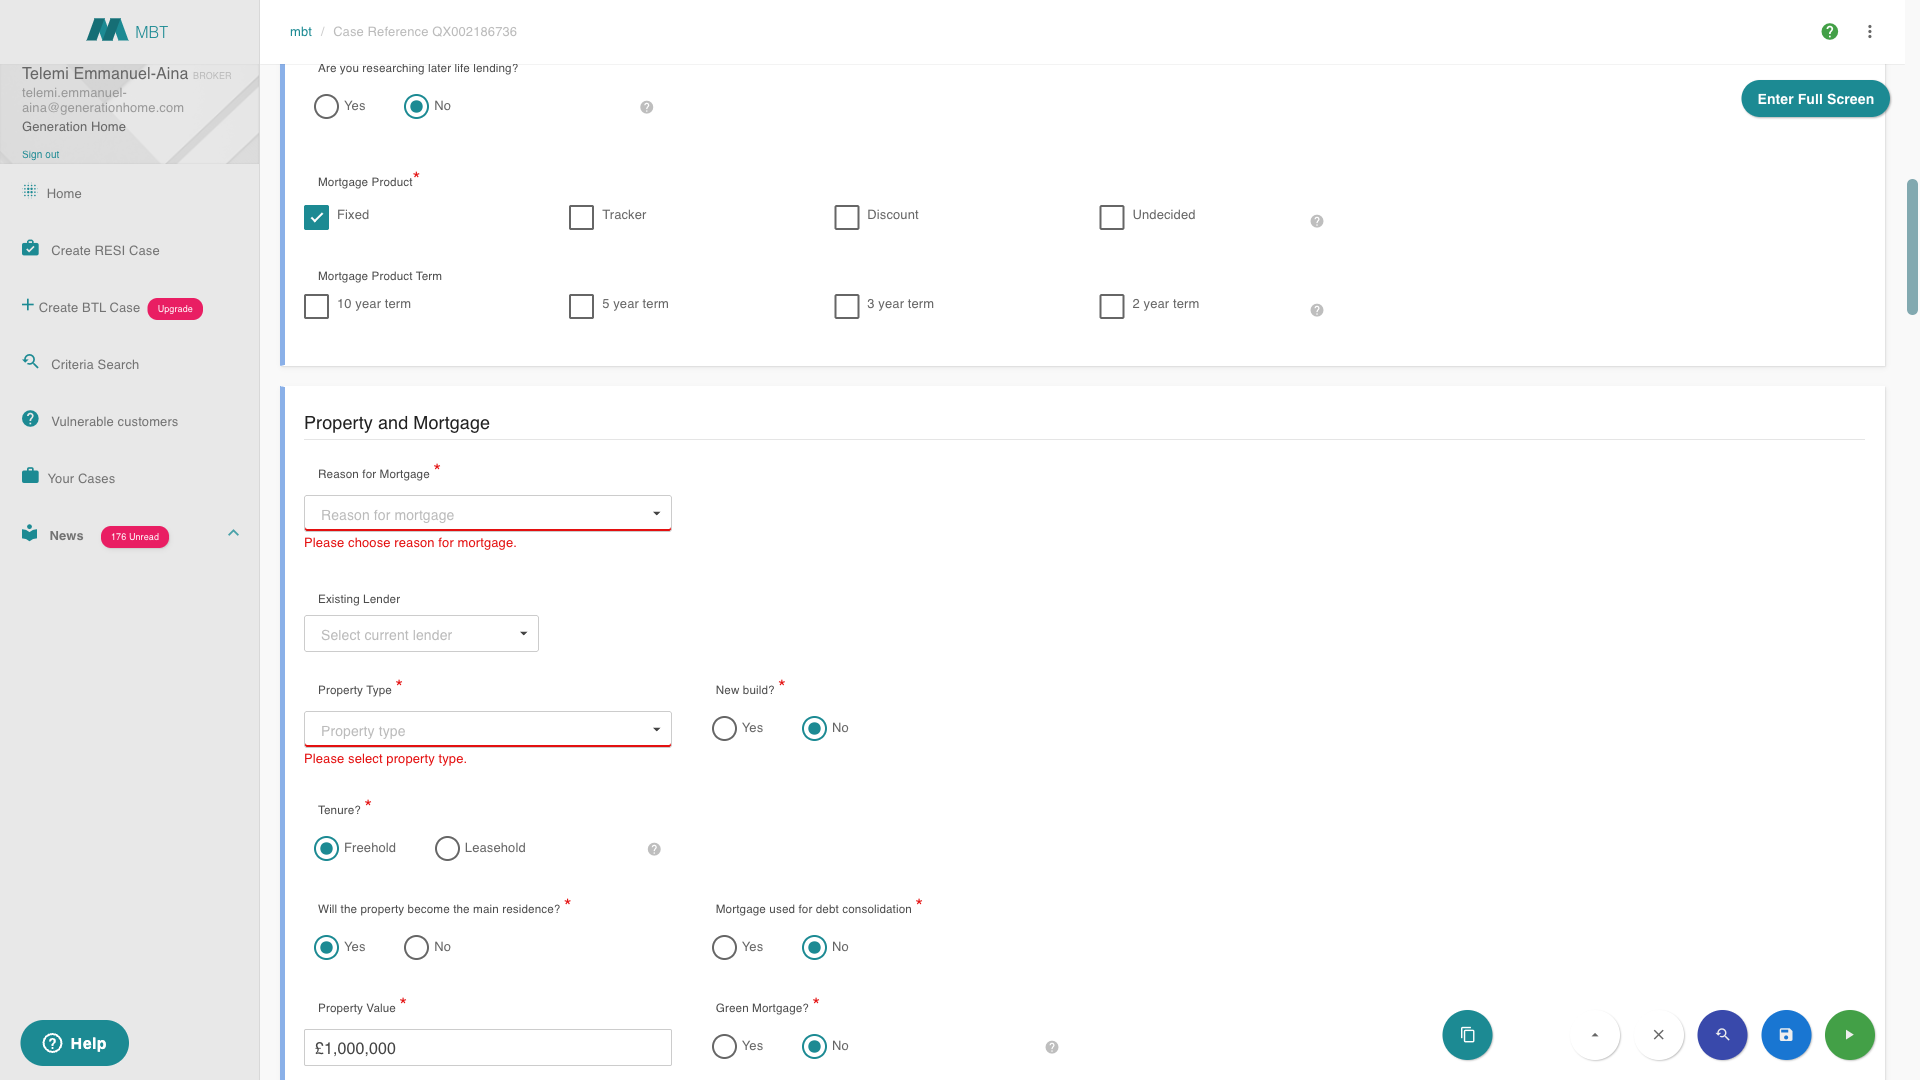 MBT
Telemi Emmanuel-Aina BROKER
telemi.emmanuel-
aina@generationhome.com
Generation Home
Sign out
Home
Create RESI Case
Create BTL Case Upgrade
Criteria Search
Vulnerable customers
Your Cases
News 176 Unread
Help
mbt / Case Reference QX002186736
Enter Full Screen
Are you researching later life lending?
Yes No
Mortgage Product*
Fixed Tracker Discount Undecided
Mortgage Product Term
10 year term 5 year term 3 year term 2 year term
Property and Mortgage
Reason for Mortgage *
Reason for mortgage
Please choose reason for mortgage.
Existing Lender
Select current lender
Property Type * New build? *
Property type Yes No
Please select property type.
Tenure? *
Freehold Leasehold
Will the property become the main residence? * Mortgage used for debt consolidation *
Yes No Yes No
Property Value * Green Mortgage? *
£1,000,000 Yes No